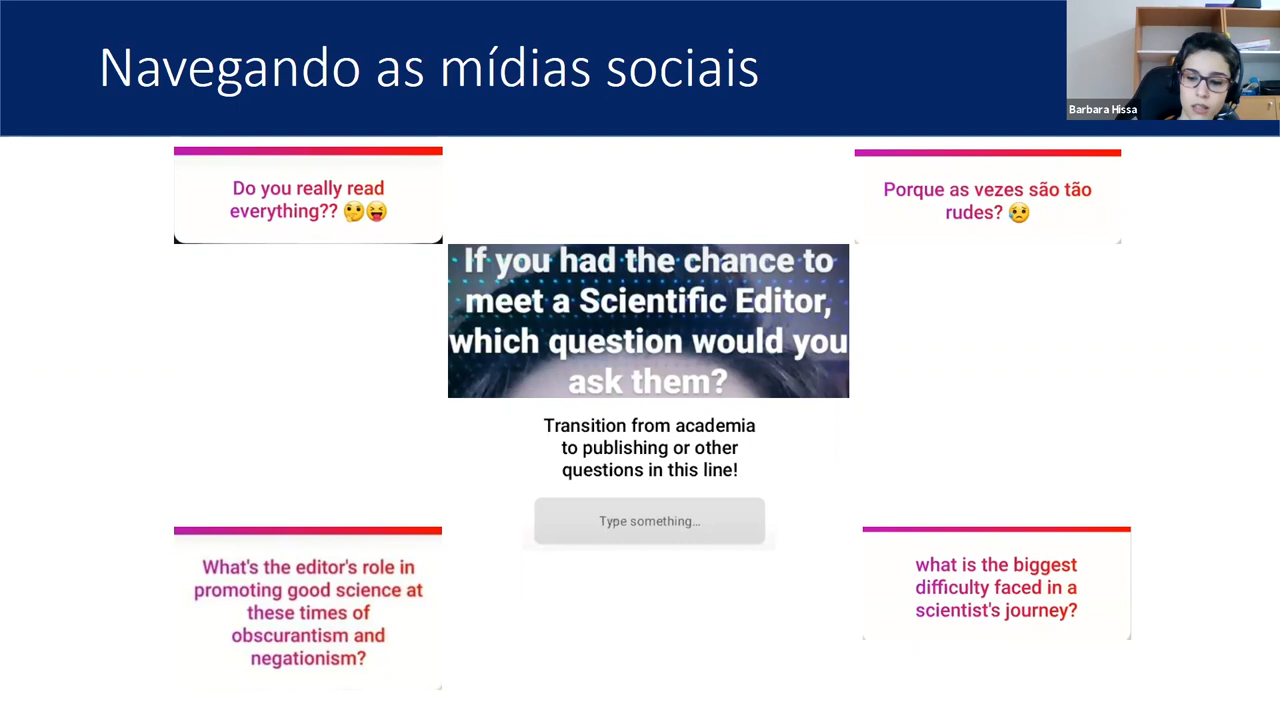 Navegando as mídias sociais
Barbara Hissa
Do you really read
everything?? 🤔😝
Porque as vezes são tão
rudes? 😥
If you had the chance to
meet a Scientific Editor,
which question would you
ask them?
Transition from academia
to publishing or other
questions in this line!
Type something...
What's the editor's role in
promoting good science at
these times of
obscurantism and
negationism?
what is the biggest
difficulty faced in a
scientist's journey?